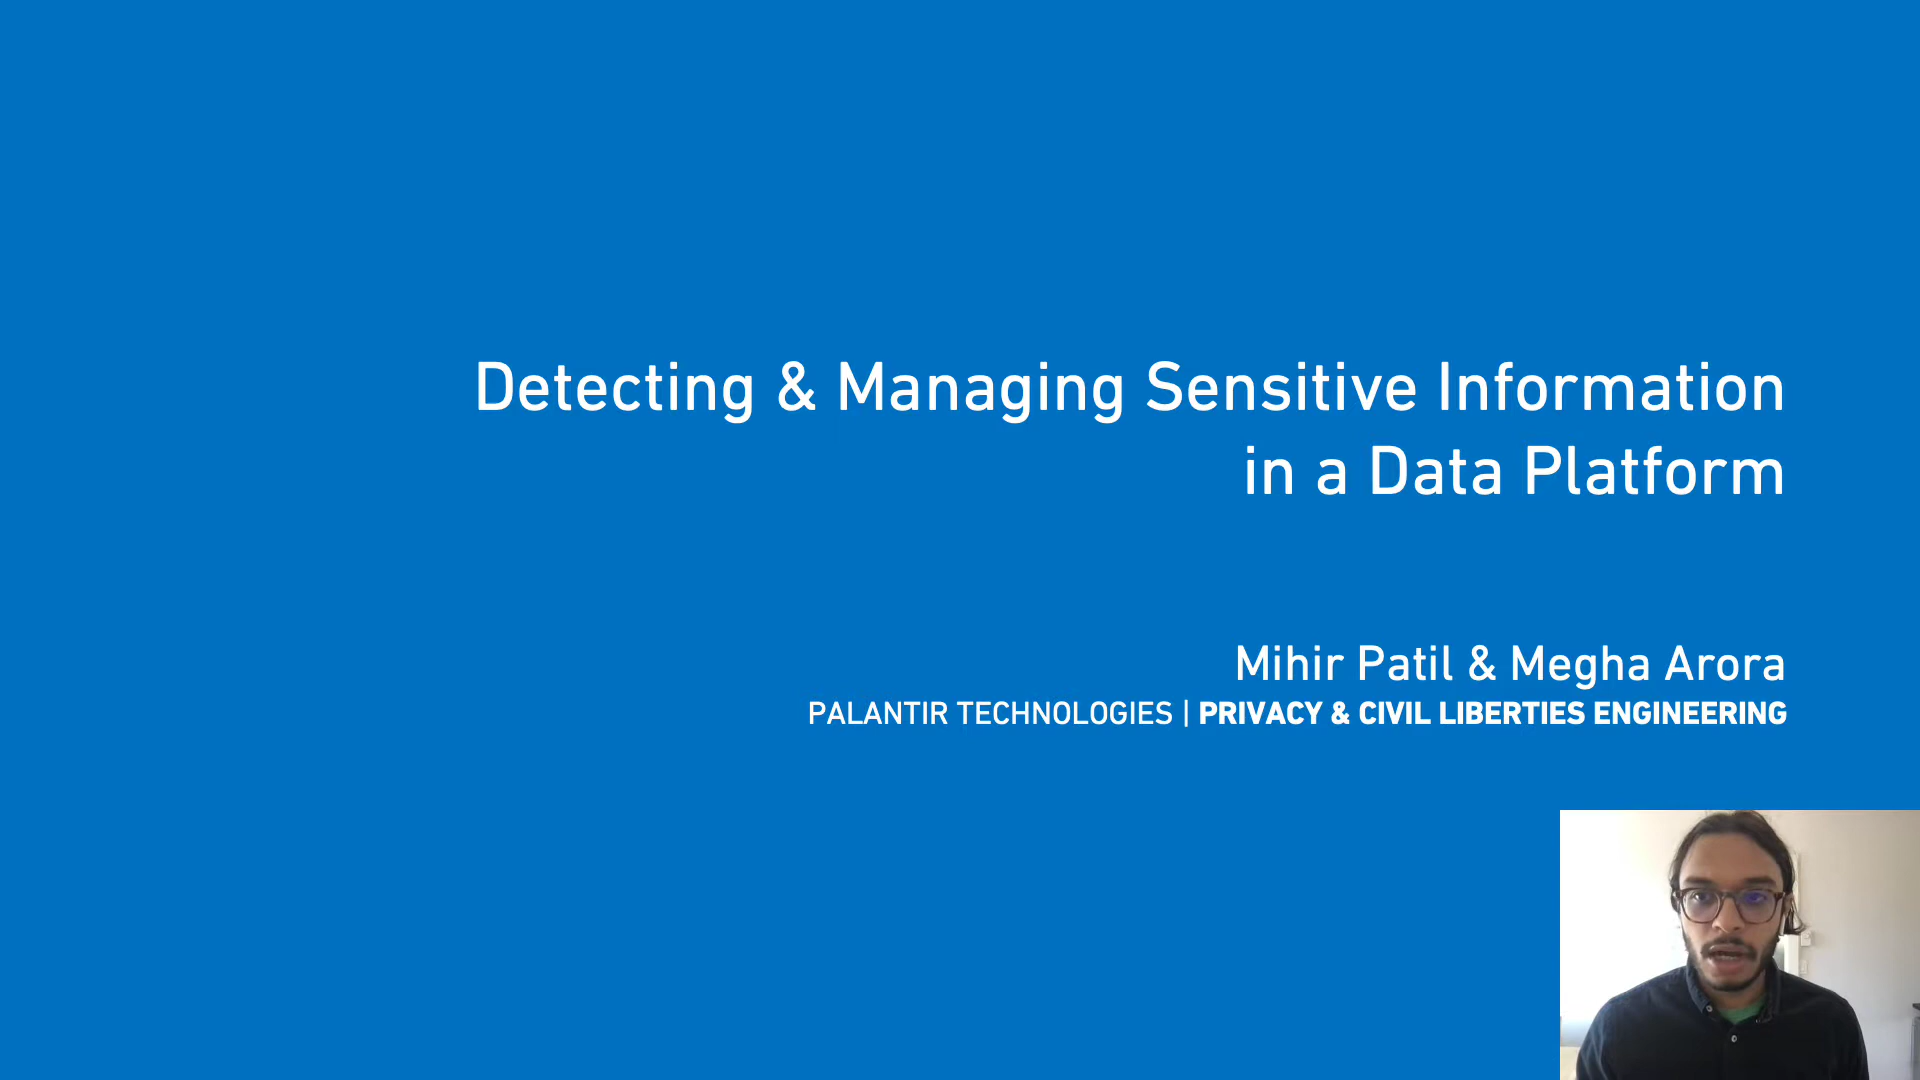 Detecting & Managing Sensitive Information
in a Data Platform
Mihir Patil & Megha Arora
PALANTIR TECHNOLOGIES | PRIVACY & CIVIL LIBERTIES ENGINEERING